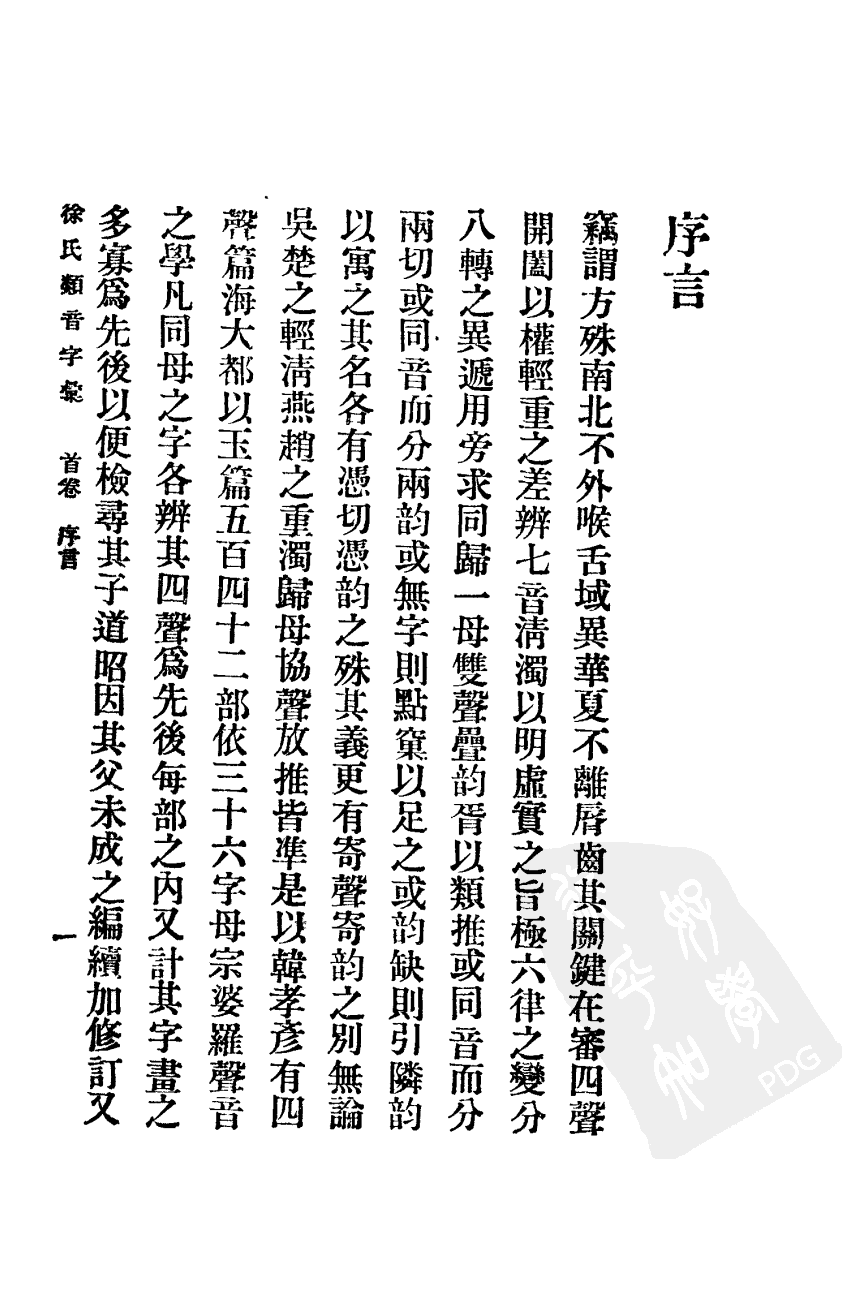 序言
竊謂方殊南北不外喉舌域異華夏不離脣齒其關鍵在審四聲
開闔以權輕重之差辨七音淸濁以明虛實之旨極六律之變分
八轉之異遞用旁求同歸一母雙聲疊韵胥以類推或同音而分
兩切或同音而分兩韵或無字則點窠以足之或韵缺則引隣韵
以寓之其名各有憑切憑韵之殊其義更有寄聲寄韵之別無論
吳楚之輕淸燕趙之重濁歸母協聲放推皆準是以韓孝彥有四
聲篇海大都以玉篇五百四十二部依三十六字母宗婆羅聲音
之學凡同母之字各辨其四聲爲先後每部之內又計其字畫之
多寡爲先後以便檢尋其子道昭因其父未成之編續加修訂又
徐氏類音字彙 首卷 序言
一
PDG